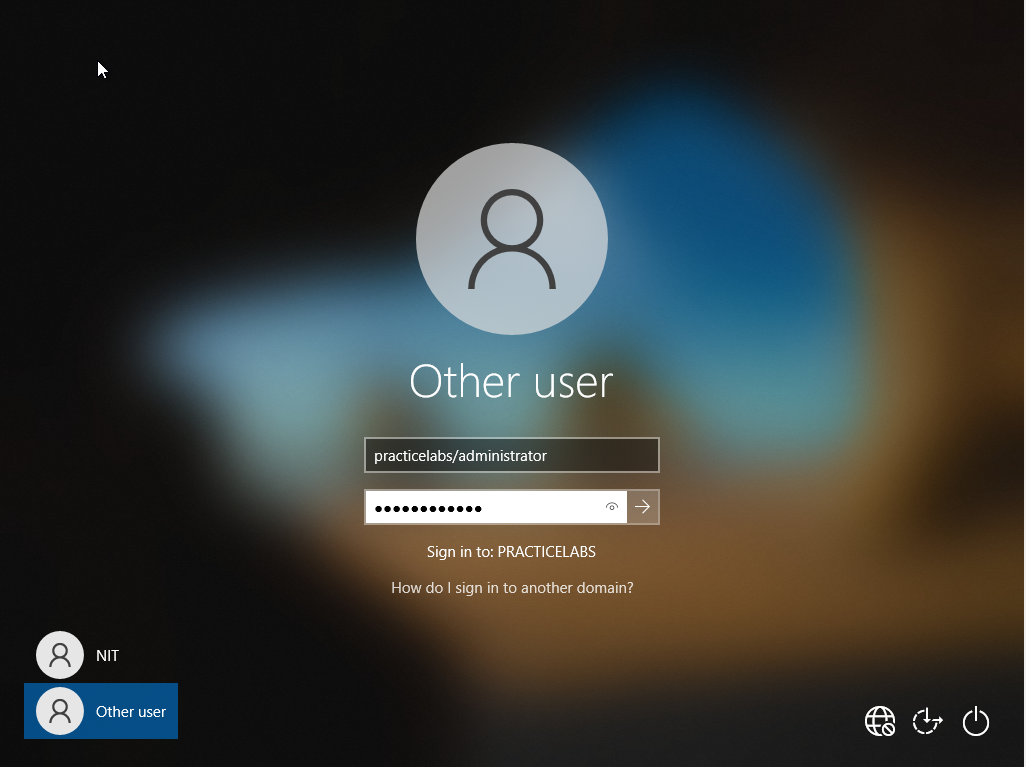 Other user
practicelabs/administrator
●●●●●●●●●●●●
Sign in to: PRACTICELABS
How do I sign in to another domain?
NIT
Other user